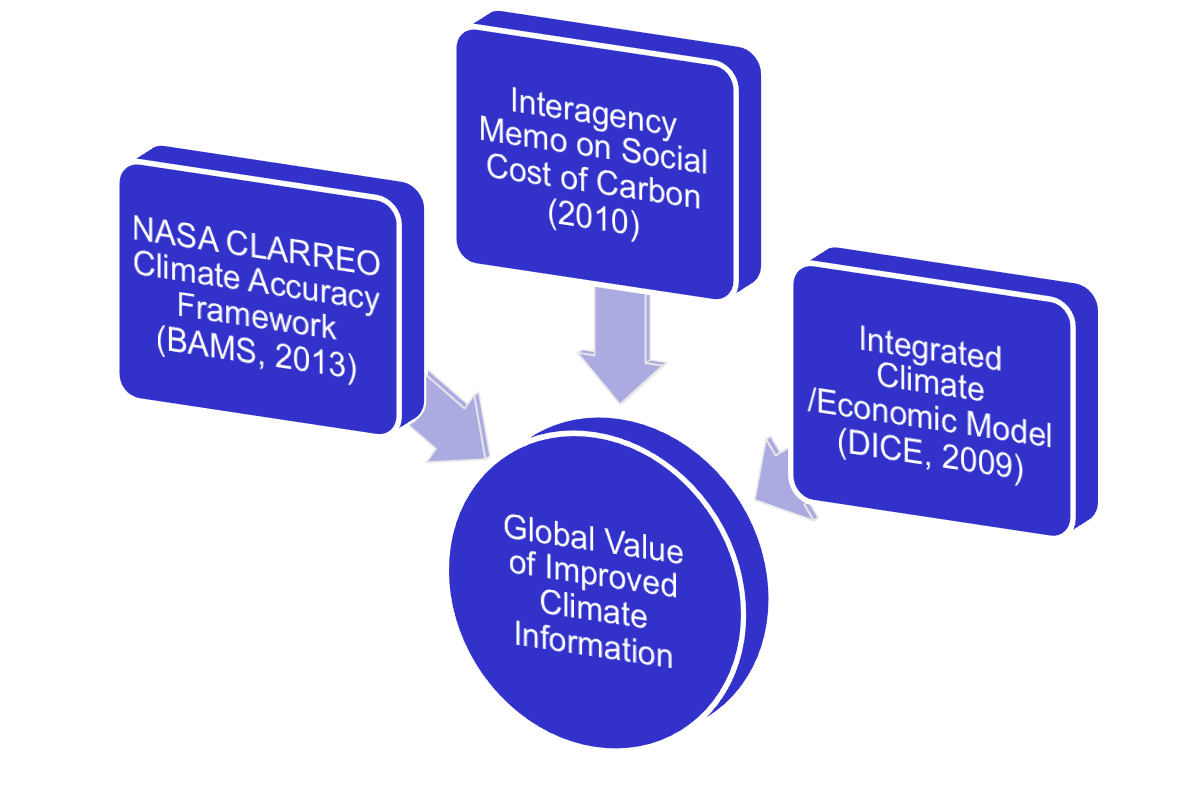 Interagency
Memo on Social
Cost of Carbon
(2010)
NASA CLARREO
Climate Accuracy
Framework
(BAMS, 2013)
Integrated
Climate
/Economic Model
(DICE, 2009)
Global Value
of Improved
Climate
Information